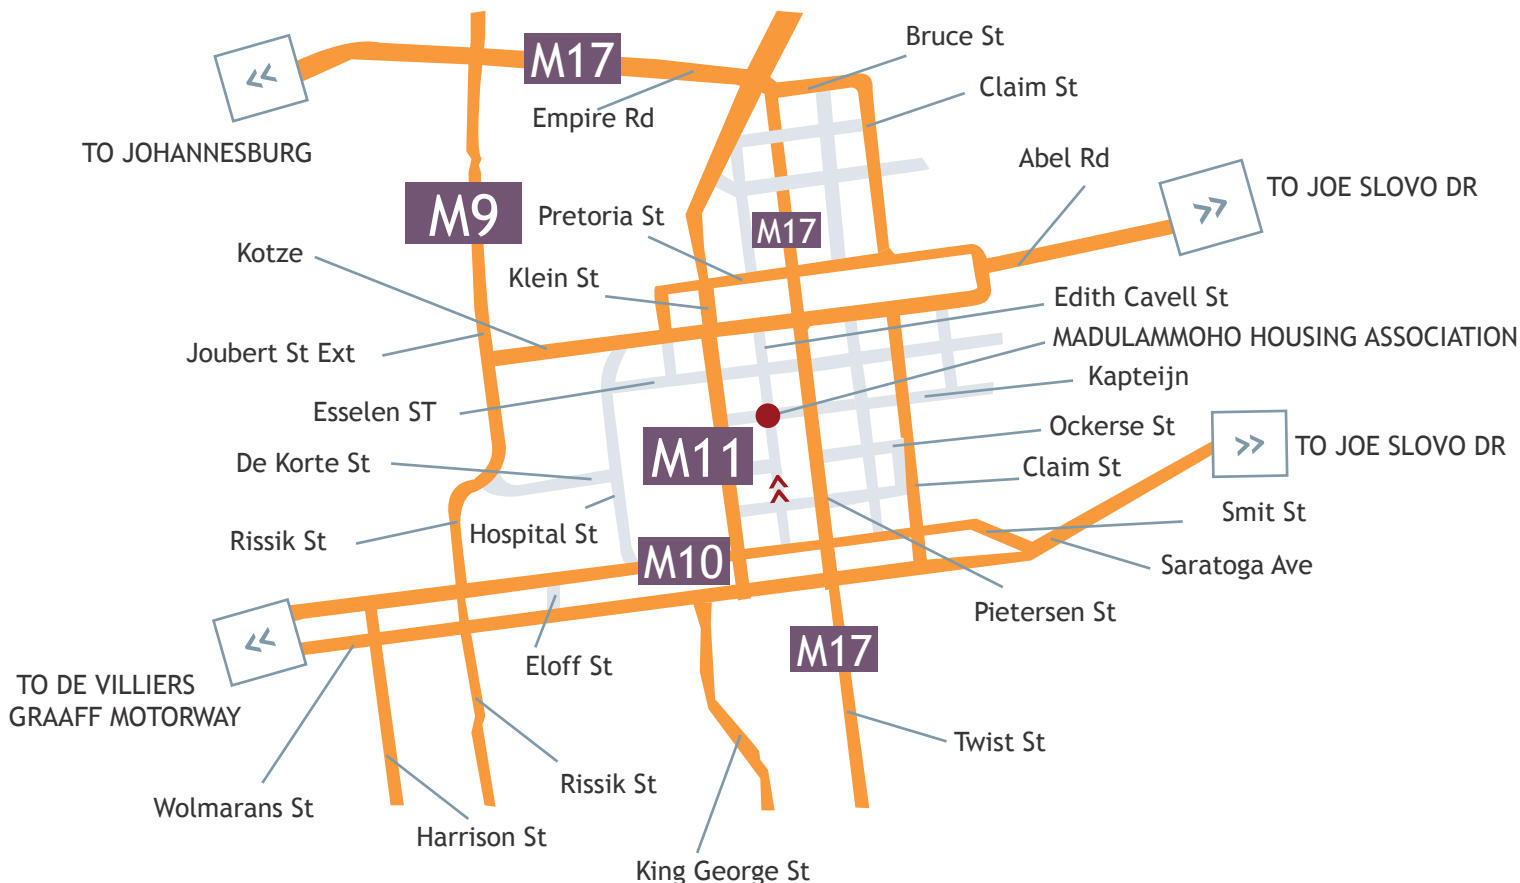 Bruce St
M17
Claim St
Empire Rd
TO JOHANNESBURG
Abel Rd
TO JOE SLOVO DR
M9
Pretoria St
M17
Kotze
Klein St
Edith Cavell St
MADULAMMOHO HOUSING ASSOCIATION
Joubert St Ext
Kapteijn
Esselen ST
Ockerse St
TO JOE SLOVO DR
M11
De Korte St
Claim St
Smit St
Rissik St
Hospital St
M10
Saratoga Ave
Pietersen St
M17
Eloff St
TO DE VILLIERS
GRAAFF MOTORWAY
Twist St
Rissik St
Wolmarans St
Harrison St
King George St